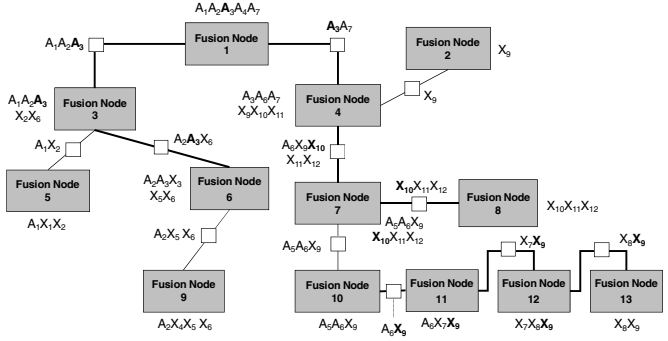 A1A2A3A4A7
Fusion Node
1
A1A2A3
A3A7
Fusion Node
2
X9
X9
A1A2A3
X2X6
Fusion Node
3
A3A6A7
X9X10X11
Fusion Node
4
A1X2
A2A3X6
A6X9X10
X11X12
Fusion Node
5
A1X1X2
A2A3X3
X5X6
Fusion Node
6
Fusion Node
7
A5A6X9
X10X11X12
X10X11X12
Fusion Node
8
X10X11X12
A2X5 X6
A5A6X9
X7X9
X8X9
Fusion Node
9
A2X4X5 X6
Fusion Node
10
A5A6X9
A6X9
Fusion Node
11
A6X7X9
Fusion Node
12
X7X8X9
Fusion Node
13
X8X9